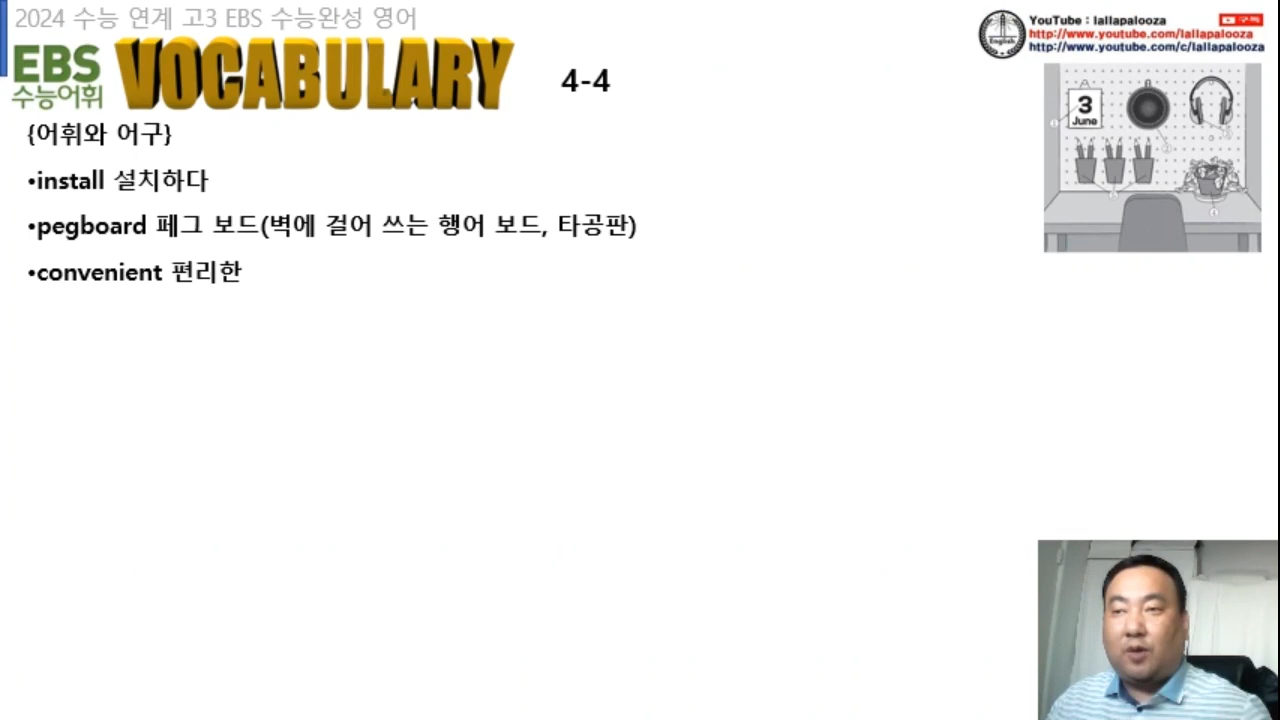 2024 수능 연계 고3 EBS 수능완성 영어
EBS
수능어휘
VOCABULARY
4-4
YouTube : lallapalooza
구독
http://www.youtube.com/lallapalooza
http://www.youtube.com/c/lallapalooza
English
{어휘와 어구}
•install 설치하다
•pegboard 페그 보드(벽에 걸어 쓰는 행어 보드, 타공판)
•convenient 편리한
3
June